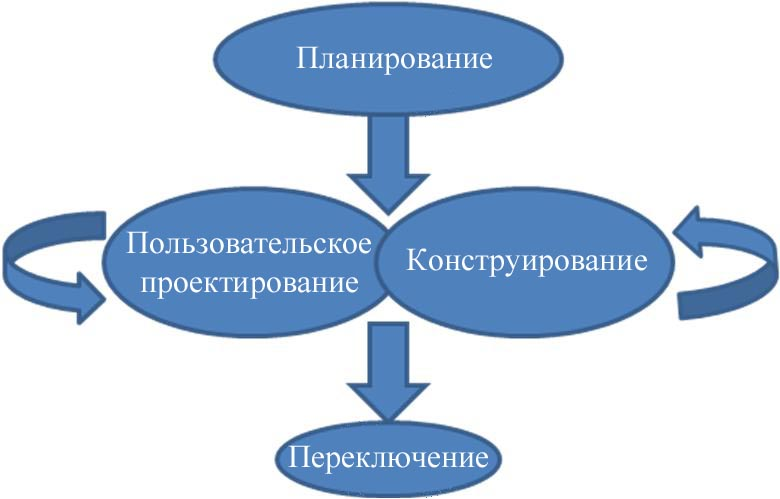 Планирование
Пользовательское
проектирование
Конструирование
Переключение